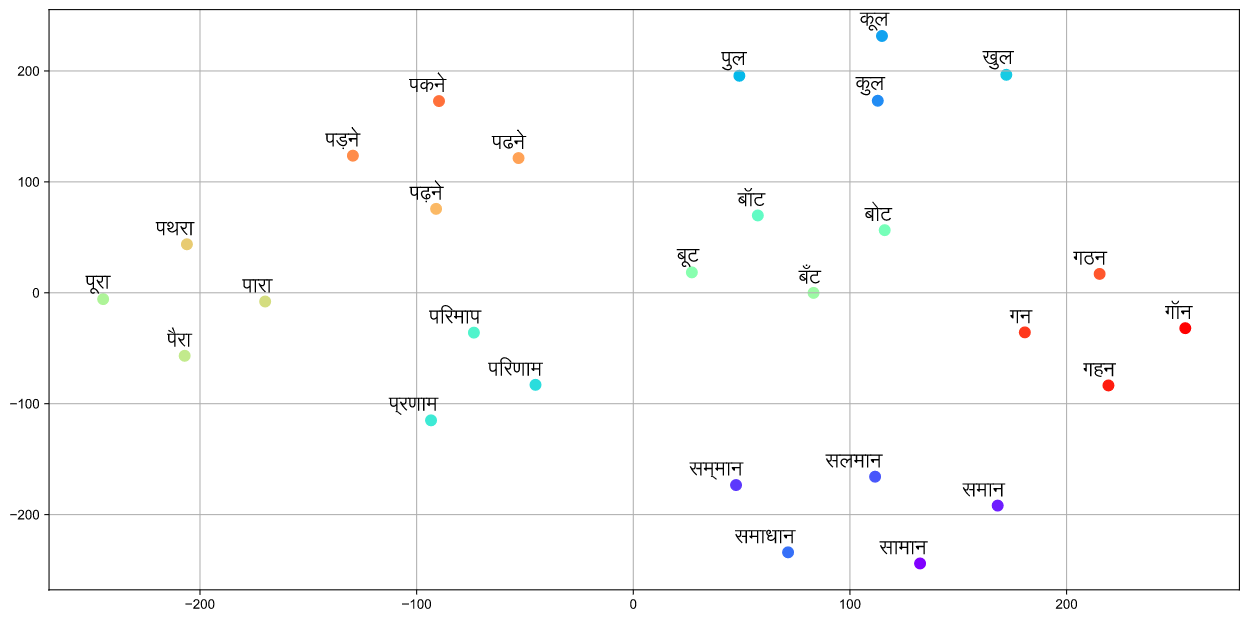 कूल
पुल
खुल
कुल
पकने
पड़ने
पढने
पढ़ने
बॉट
बोट
पथरा
बूट
गठन
बँट
पूरा
पारा
परिमाप
गन
गॉन
पैरा
परिणाम
गहन
प्रणाम
सम्मान
सलमान
समान
समाधान
सामान
200
100
0
−100
−200
−200
−100
0
100
200